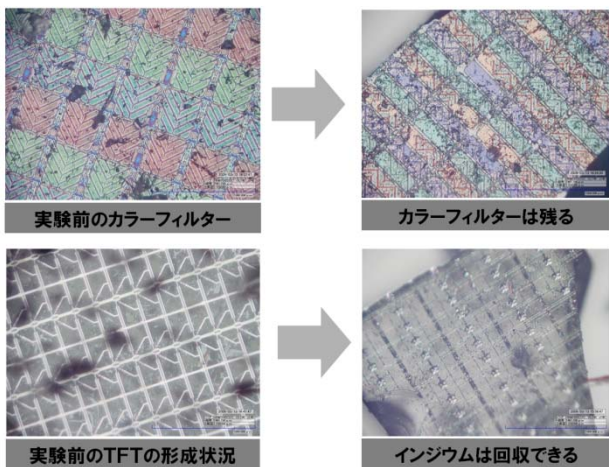 実験前のカラーフィルター
カラーフィルターは残る
実験前のTFTの形成状況
インジウムは回収できる